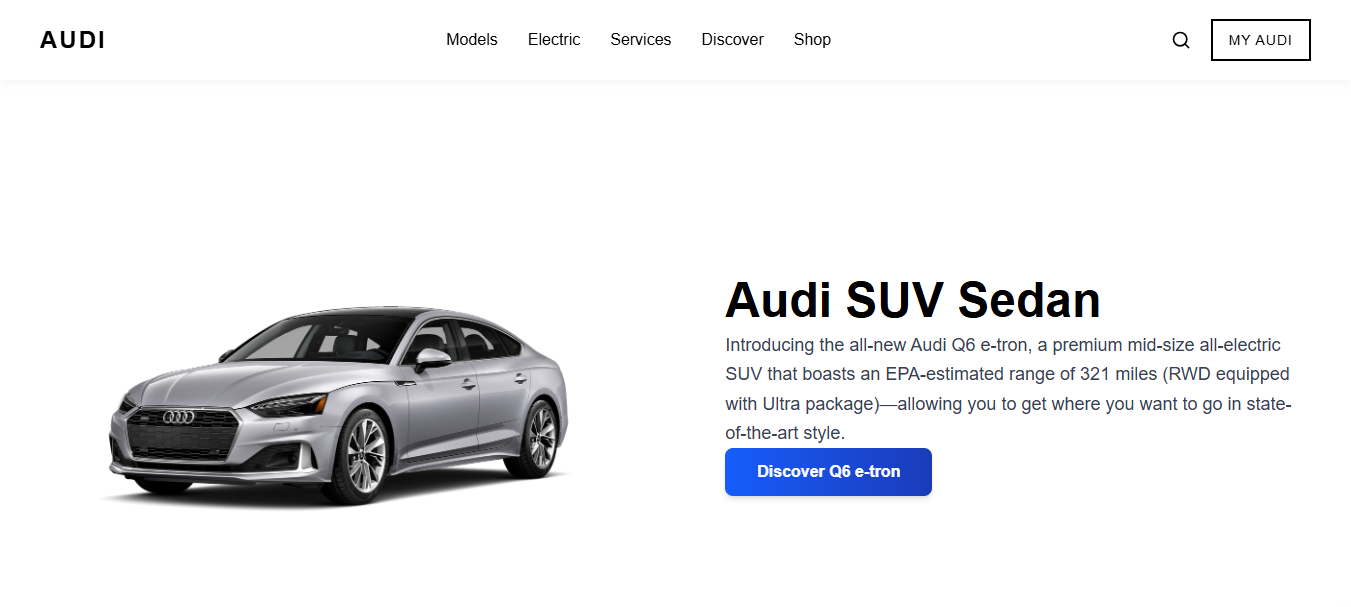 AUDI
Models Electric Services Discover Shop
MY AUDI
Audi SUV Sedan
Introducing the all-new Audi Q6 e-tron, a premium mid-size all-electric
SUV that boasts an EPA-estimated range of 321 miles (RWD equipped
with Ultra package)—allowing you to get where you want to go in state-
of-the-art style.
Discover Q6 e-tron